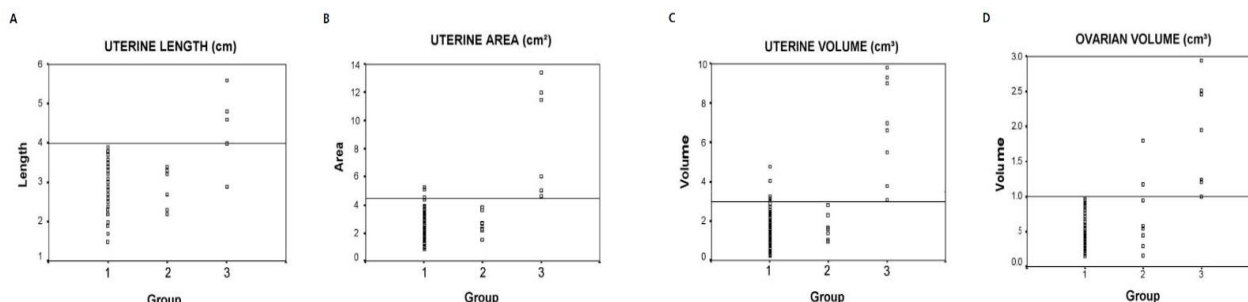 A
UTERINE LENGTH (cm)
6
5
4
3
2
1
Length
1 2 3
Group
B
UTERINE AREA (cm²)
14
12
10
8
6
4
2
0
Area
1 2 3
Group
C
UTERINE VOLUME (cm³)
10
8
6
4
2
0
Volume
1 2 3
Group
D
OVARIAN VOLUME (cm³)
3.0
2.5
2.0
1.5
1.0
.5
0.0
Volume
1 2 3
Group